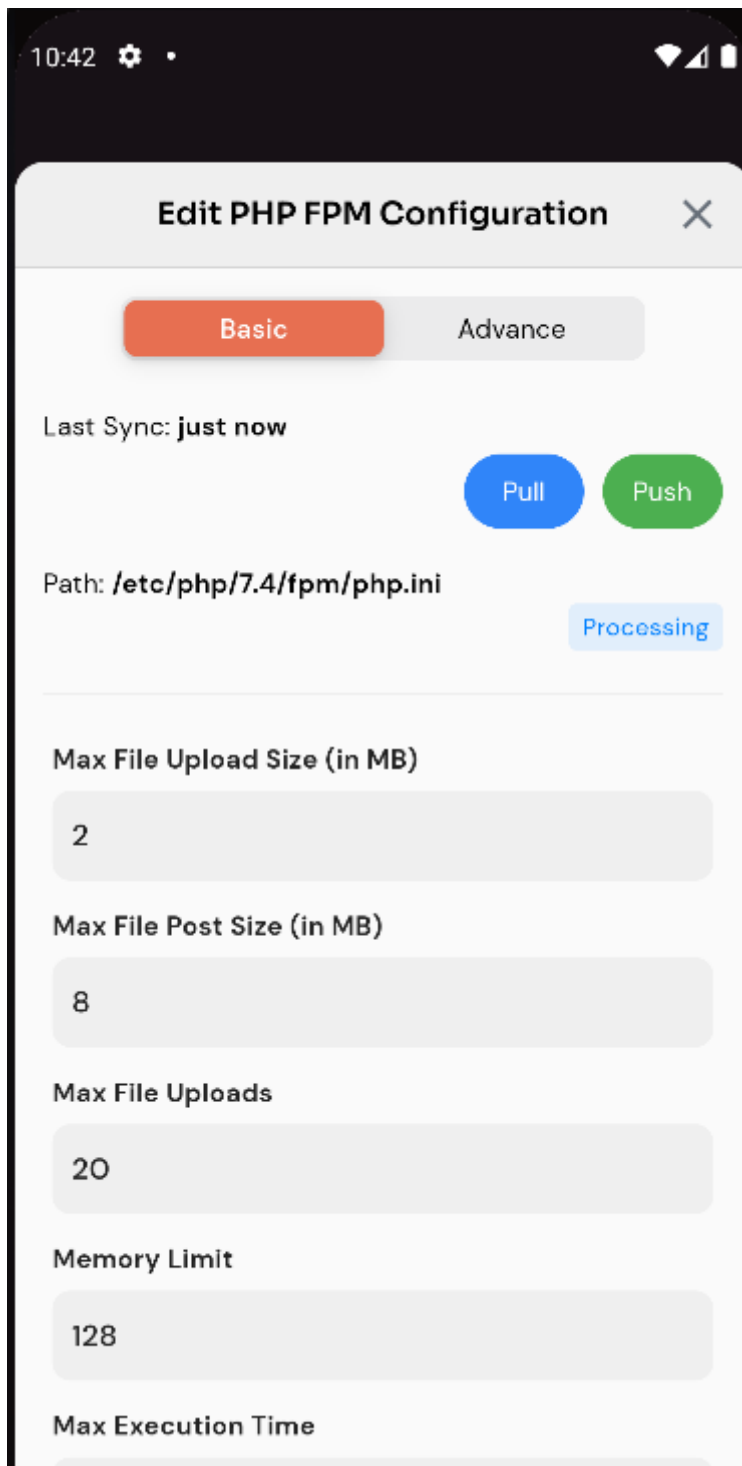 10:42
Edit PHP FPM Configuration
Basic
Advance
Last Sync: just now
Pull
Push
Path: /etc/php/7.4/fpm/php.ini
Processing
Max File Upload Size (in MB)
2
Max File Post Size (in MB)
8
Max File Uploads
20
Memory Limit
128
Max Execution Time